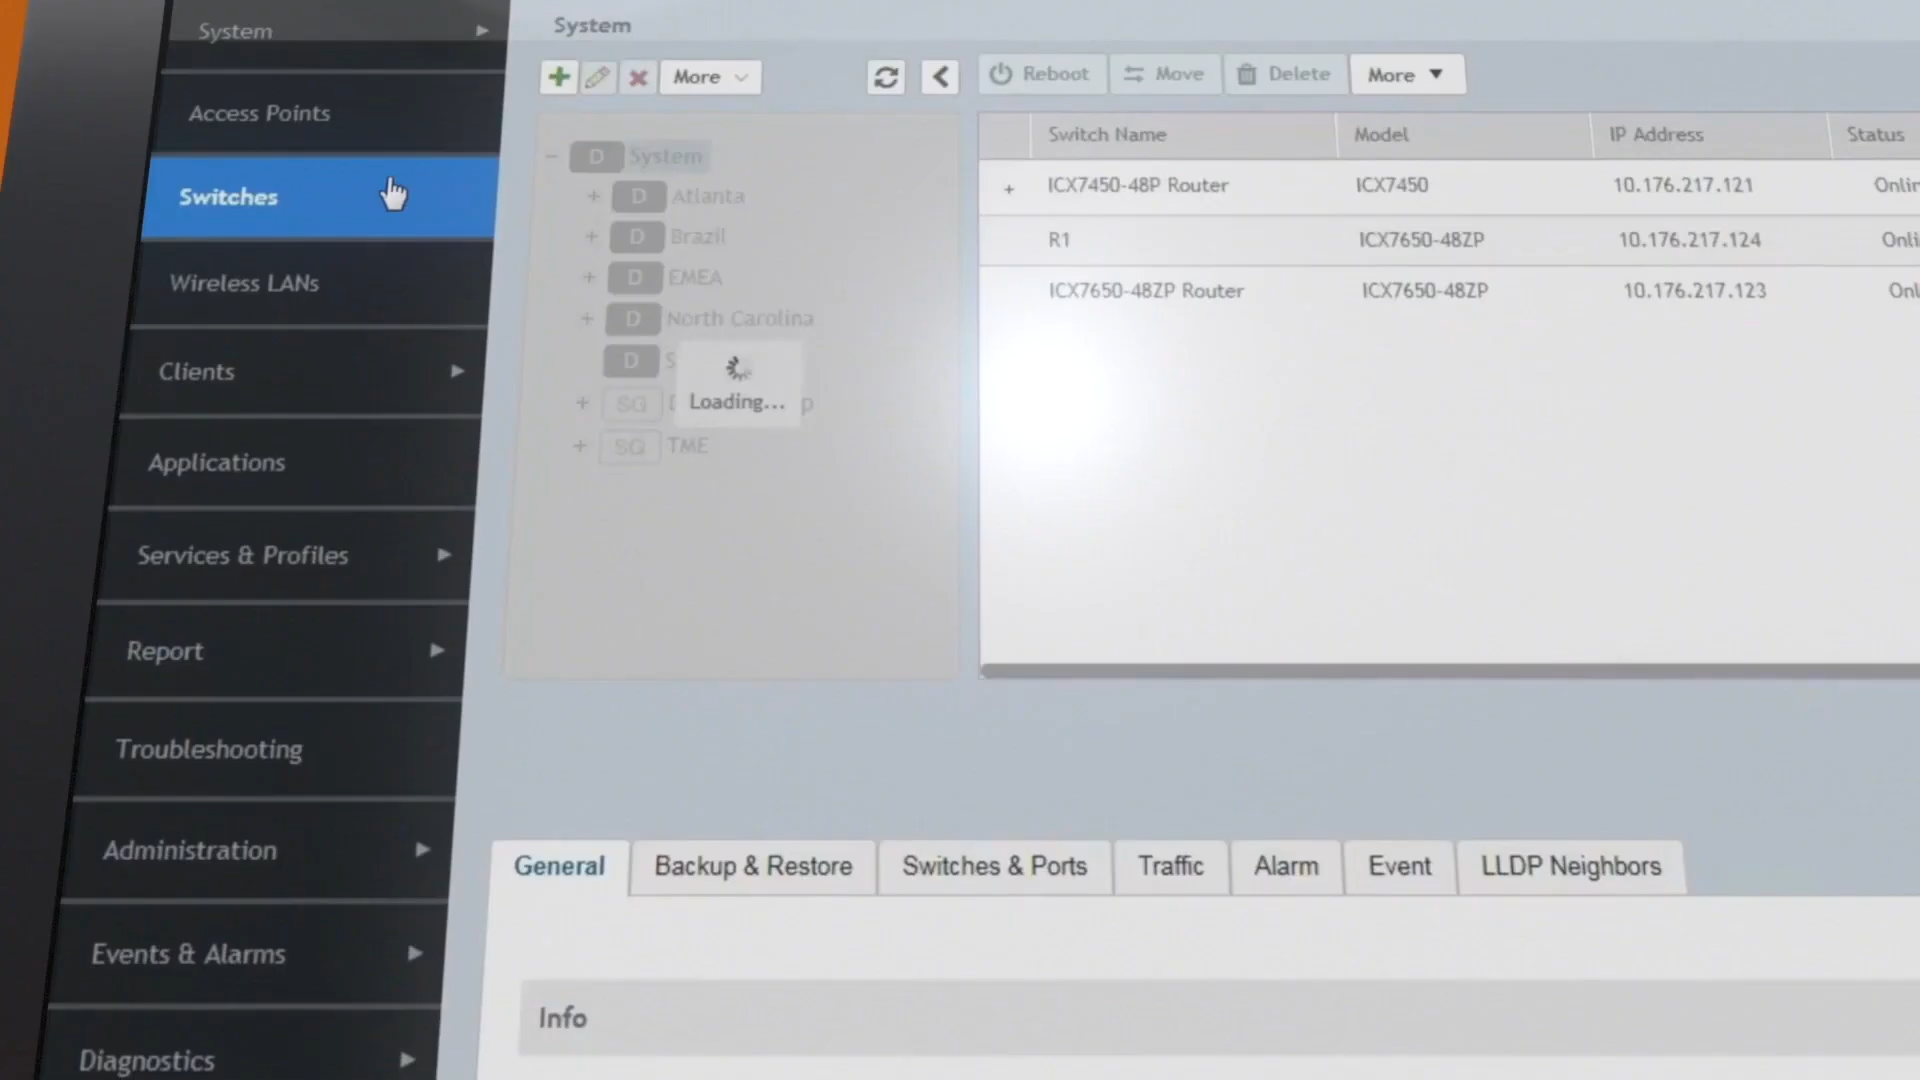 System
Access Points
Switches
Wireless LANs
Clients
Applications
Services & Profiles
Report
Troubleshooting
Administration
Events & Alarms
Diagnostics
System
More
Reboot
Move
Delete
More
D System
D Atlanta
D Brazil
D EMEA
D North Carolina
D S
SG p
SG TME
Loading...
Switch Name Model IP Address Status
ICX7450-48P Router ICX7450 10.176.217.121 Onlin
R1 ICX7650-48ZP 10.176.217.124 Onli
ICX7650-48ZP Router ICX7650-48ZP 10.176.217.123 Onl
General
Backup & Restore
Switches & Ports
Traffic
Alarm
Event
LLDP Neighbors
Info